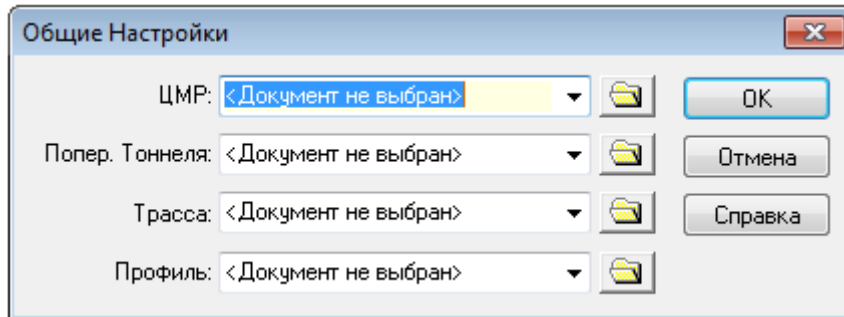 Общие Настройки
ЦМР: <Документ не выбран> OK
Попер. Тоннеля: <Документ не выбран> Отмена
Трасса: <Документ не выбран> Справка
Профиль: <Документ не выбран>